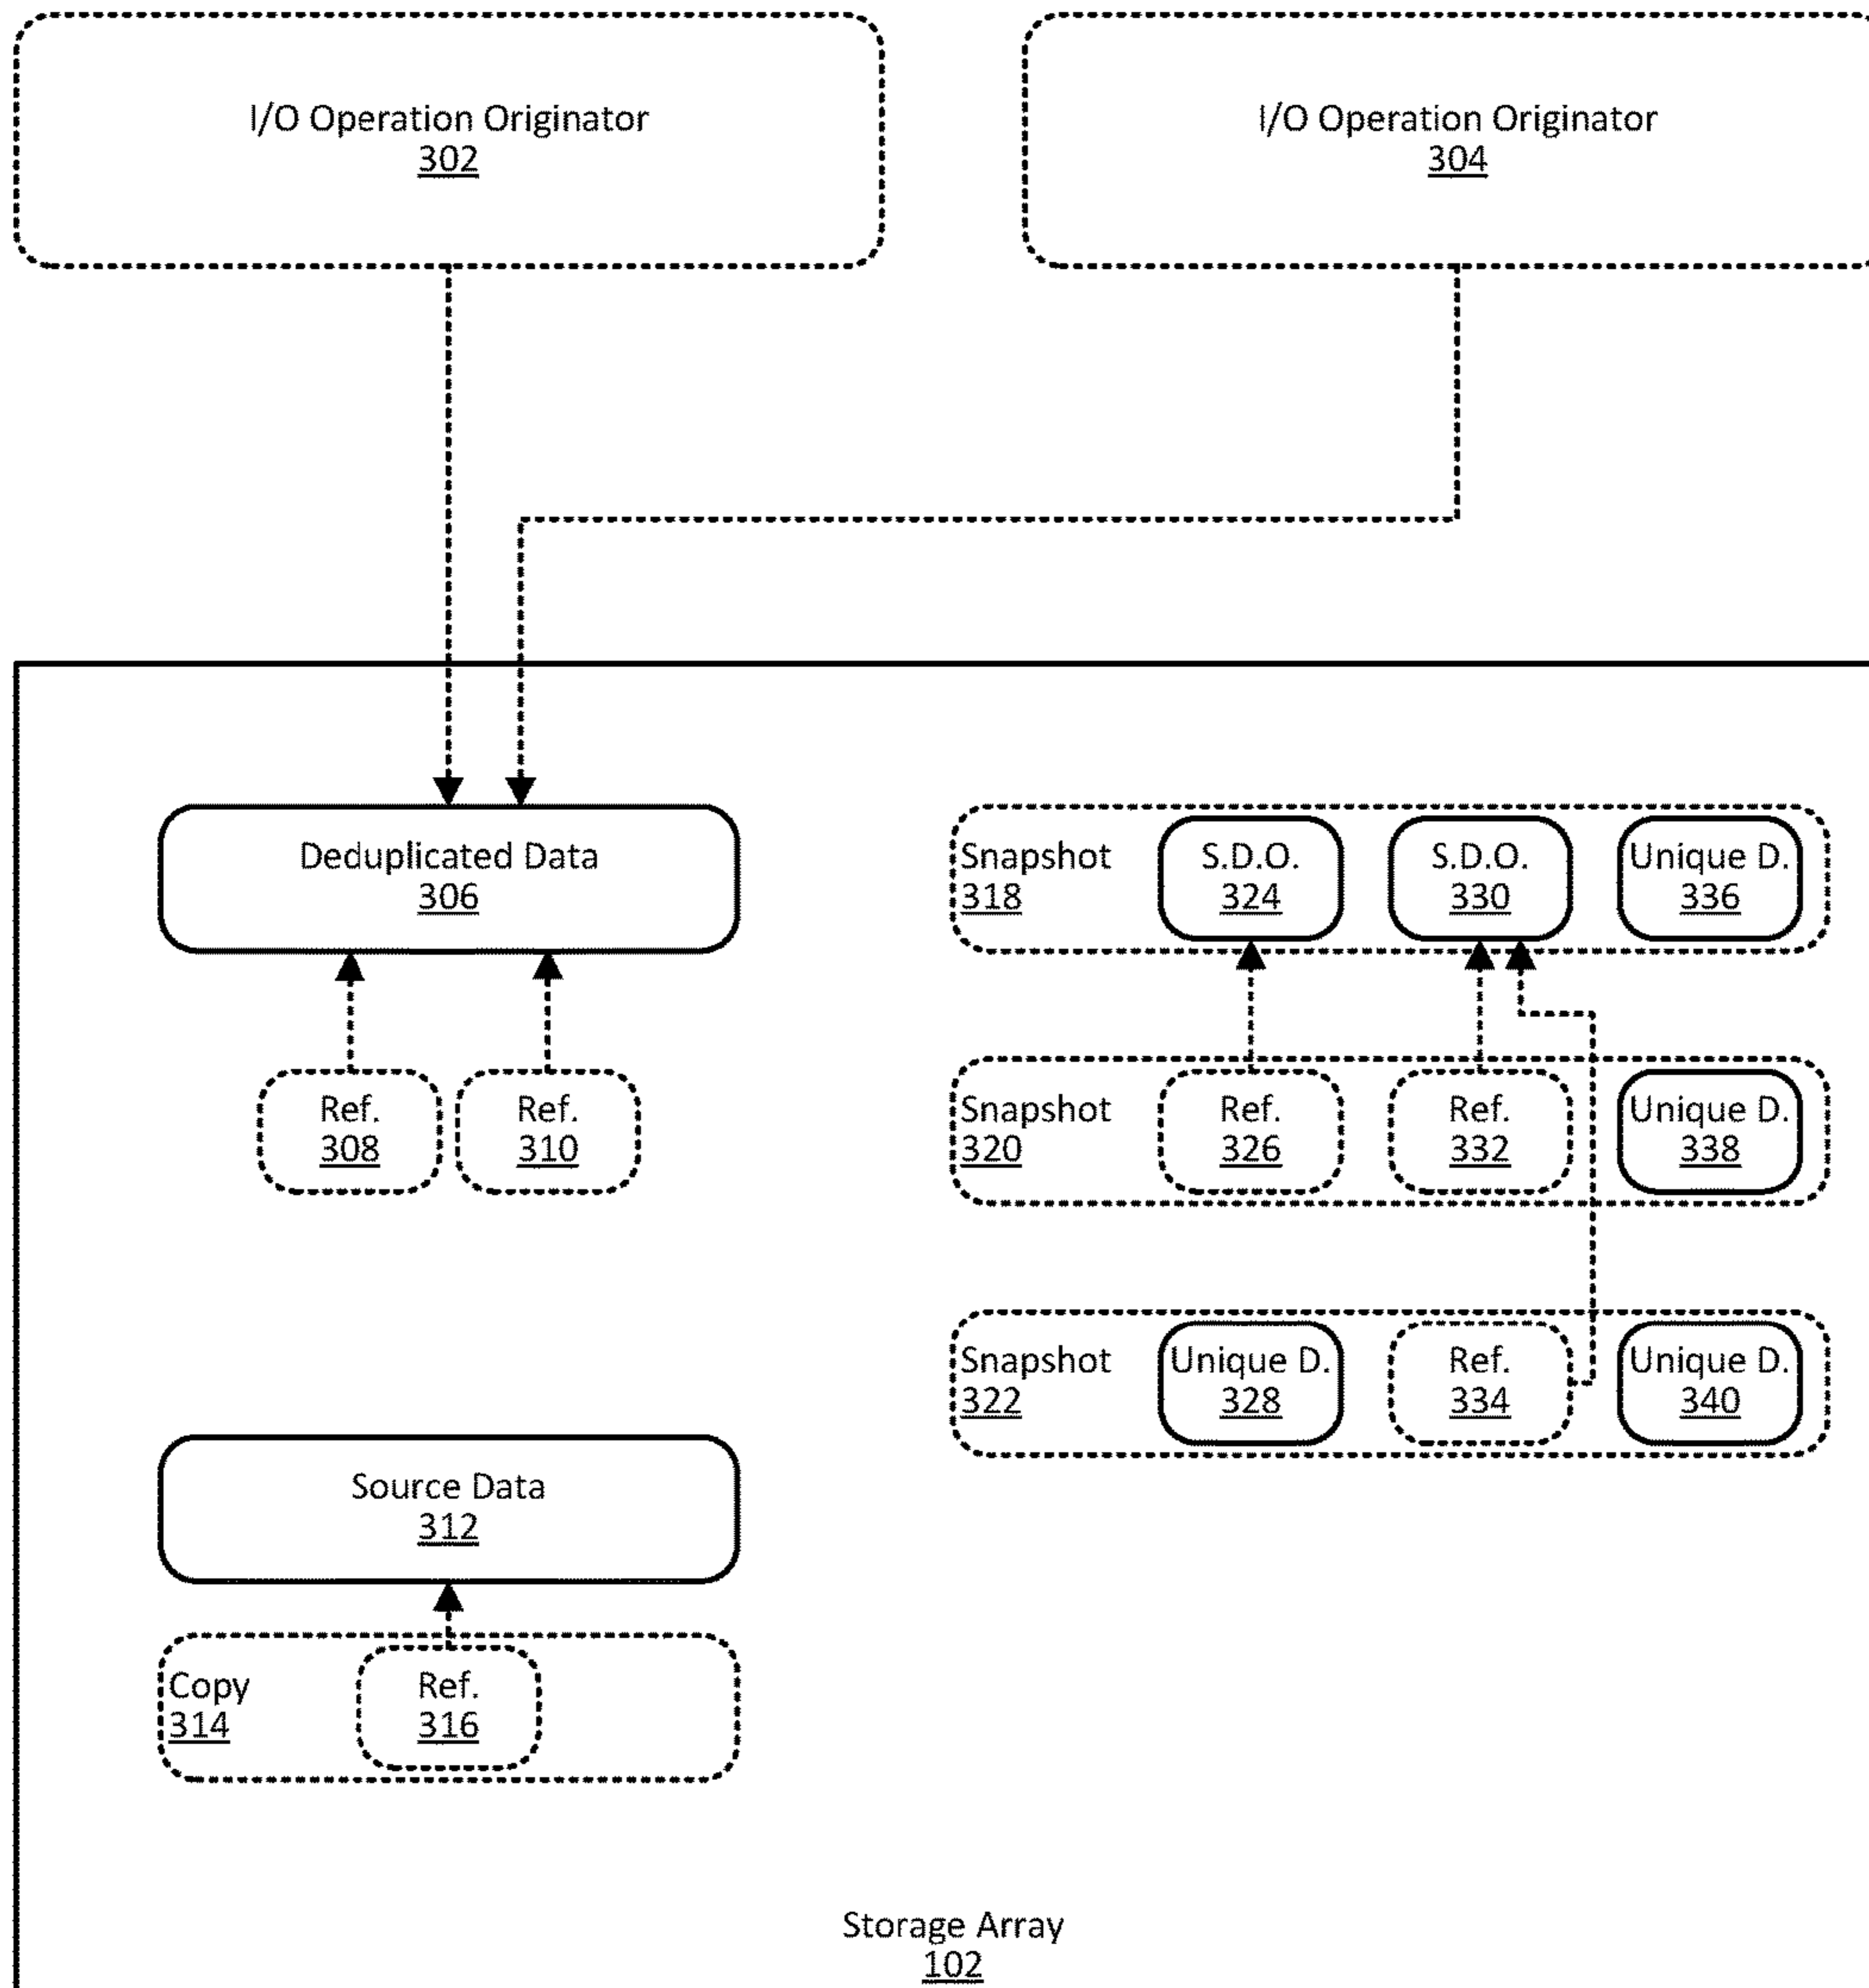 I/O Operation Originator
302
I/O Operation Originator
304
Deduplicated Data
306
Ref.
308
Ref.
310
Source Data
312
Copy
314
Ref.
316
Snapshot
318
S.D.O.
324
S.D.O.
330
Unique D.
336
Snapshot
320
Ref.
326
Ref.
332
Unique D.
338
Snapshot
322
Unique D.
328
Ref.
334
Unique D.
340
Storage Array
102